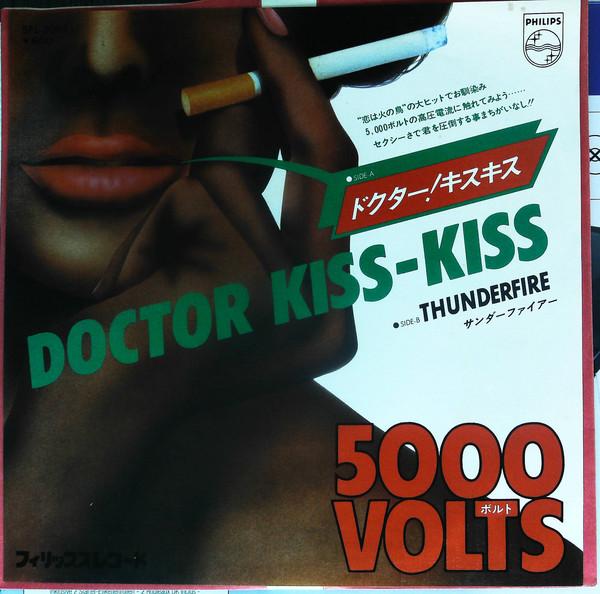 ¥600
PHILIPS
"恋は火の鳥"の大ヒットでお馴染み
5,000ボルトの高圧電流に触れてみよう……
セクシーさで君を圧倒する事まちがいなし!!
●SIDE-A
ドクター!キスキス
DOCTOR KISS-KISS
●SIDE-B THUNDERFIRE
サンダーファイアー
5000
VOLTS
ボルト
フィリップスレコード